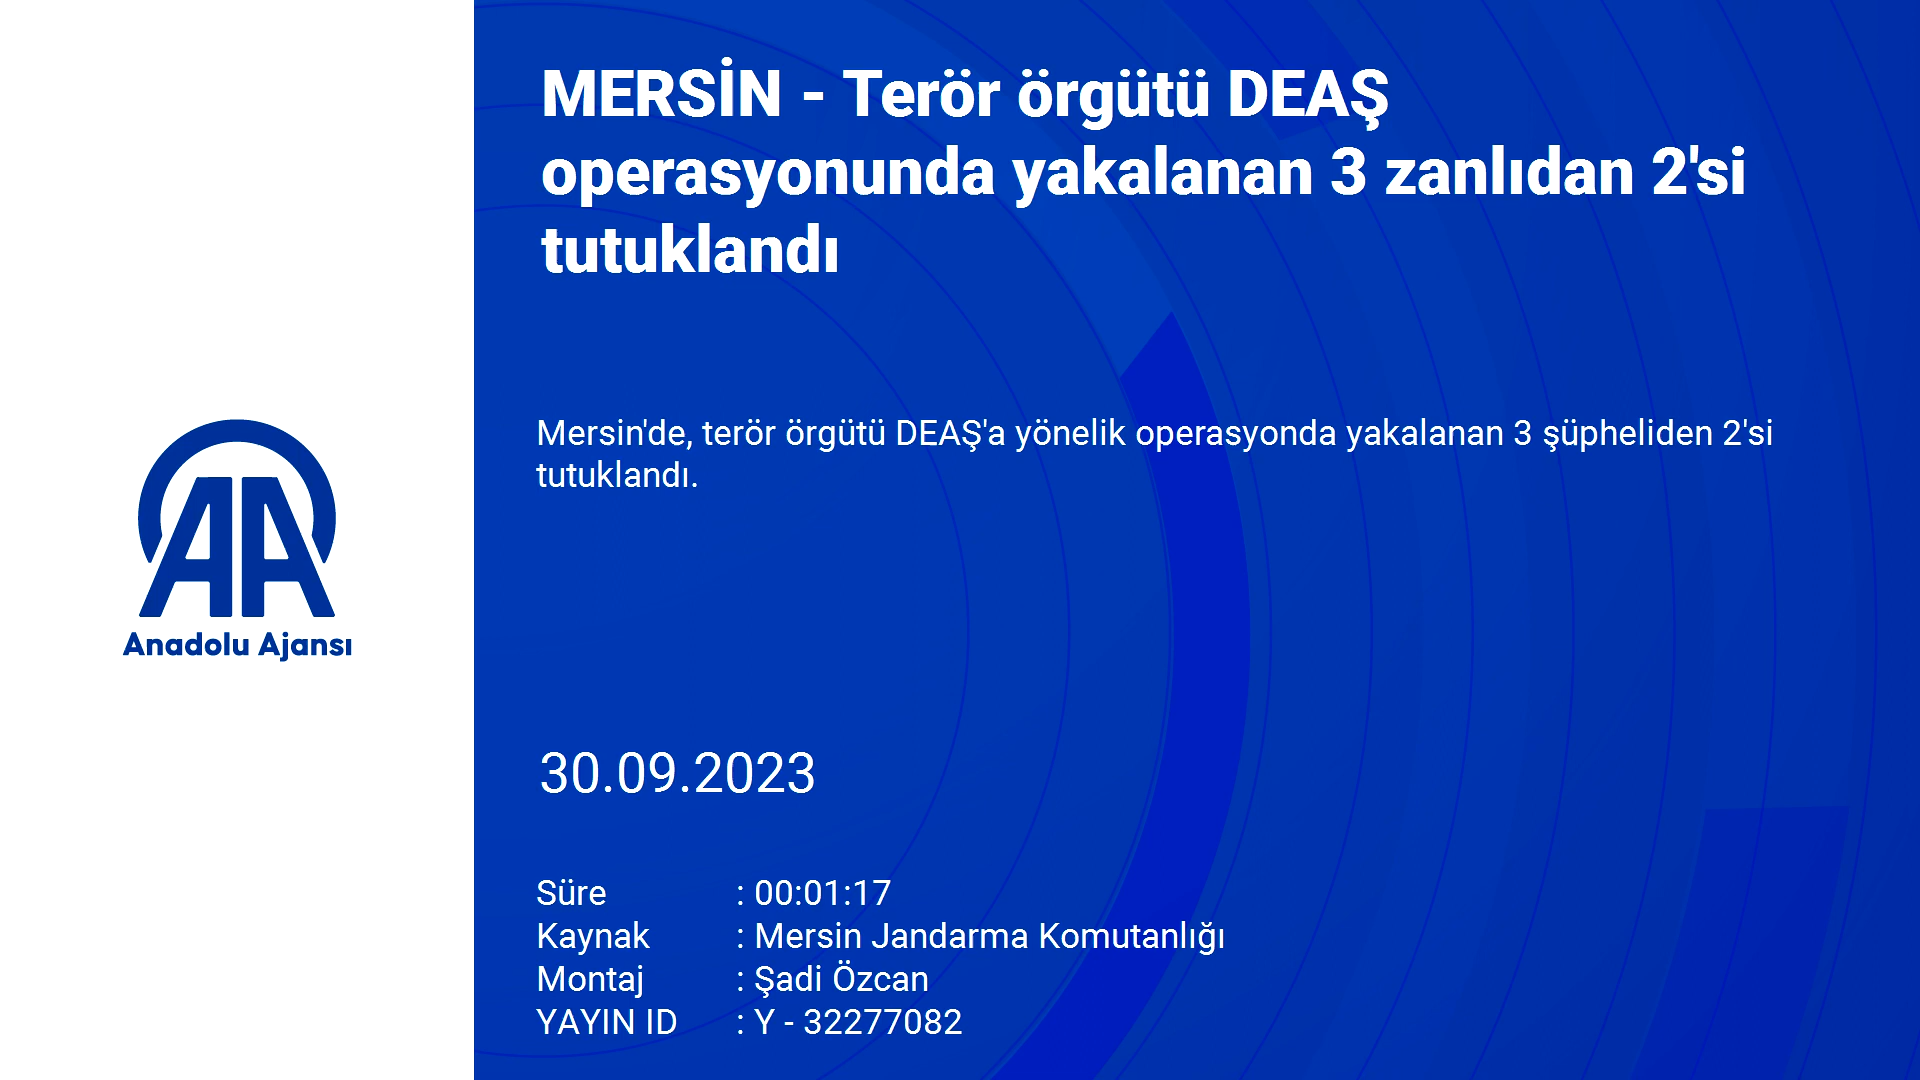 MERSİN - Terör örgütü DEAŞ
operasyonunda yakalanan 3 zanlıdan 2'si
tutuklandı
Mersin'de, terör örgütü DEAŞ'a yönelik operasyonda yakalanan 3 şüpheliden 2'si
tutuklandı.
AA
Anadolu Ajansı
30.09.2023
Süre : 00:01:17
Kaynak : Mersin Jandarma Komutanlığı
Montaj : Şadi Özcan
YAYIN ID : Y - 32277082